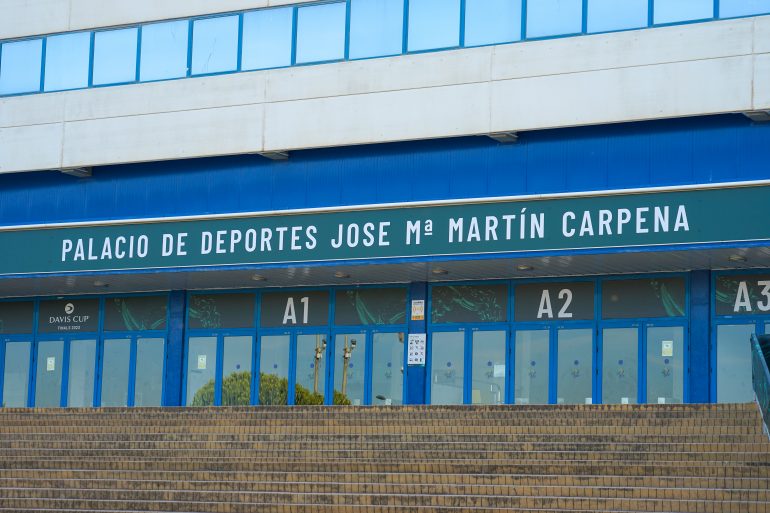 PALACIO DE DEPORTES JOSE Mª MARTÍN CARPENA
DAVIS CUP
A1
A2
A3